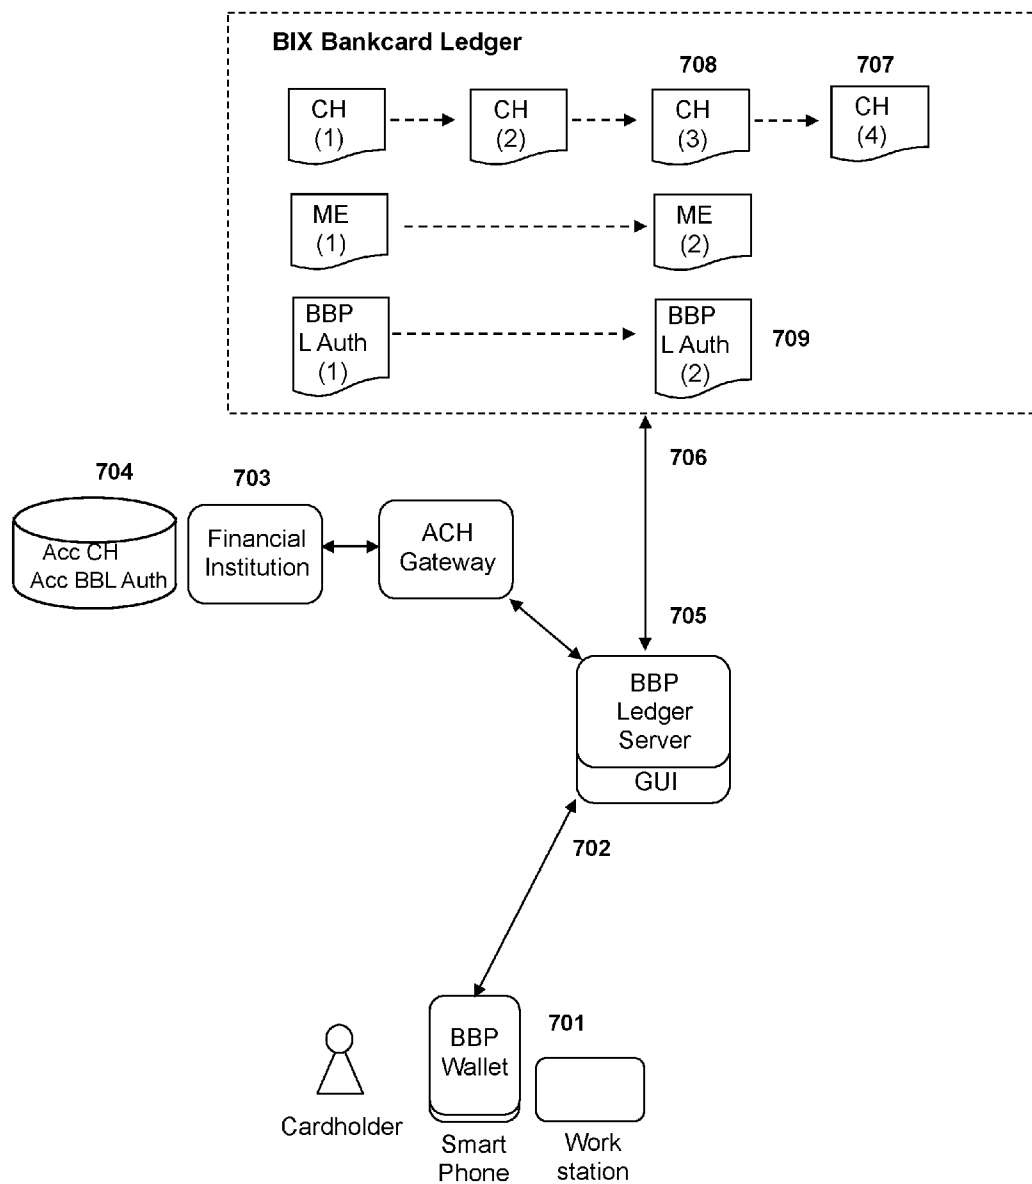 BIX Bankcard Ledger
708
707
CH
(1)
CH
(2)
CH
(3)
CH
(4)
ME
(1)
ME
(2)
BBP
L Auth
(1)
BBP
L Auth
(2)
709
706
704
703
Acc CH
Acc BBL Auth
Financial
Institution
ACH
Gateway
705
BBP
Ledger
Server
GUI
702
701
BBP
Wallet
Cardholder
Smart
Phone
Work
station